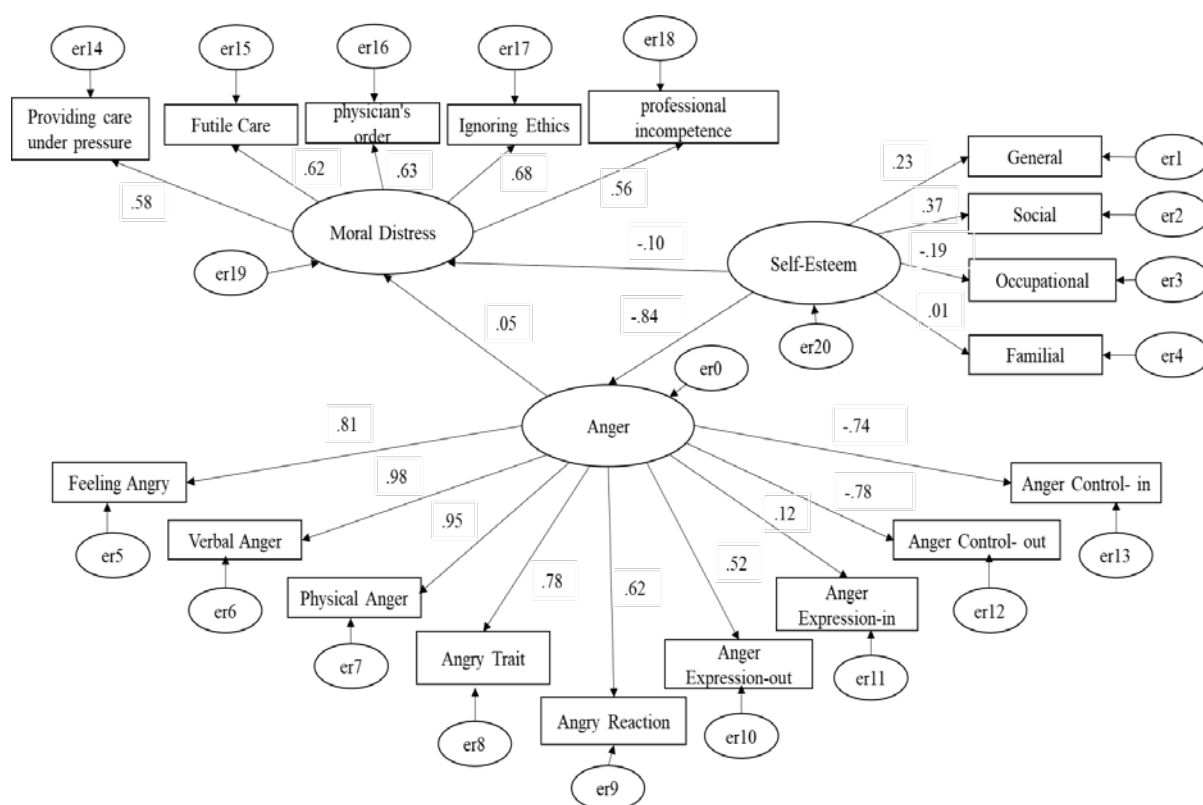 er14
er15
er16
er17
er18
Providing care
under pressure
Futile Care
physician's
order
Ignoring Ethics
professional
incompetence
.58
.62
.63
.68
.56
Moral Distress
er19
-.10
.05
-.84
Self-Esteem
er20
.23
.37
-.19
.01
General
er1
Social
er2
Occupational
er3
Familial
er4
er0
Anger
.81
.98
.95
.78
.62
.52
.12
-.78
-.74
Feeling Angry
er5
Verbal Anger
er6
Physical Anger
er7
Angry Trait
er8
Angry Reaction
er9
Anger
Expression-out
er10
Anger
Expression-in
er11
Anger Control- out
er12
Anger Control- in
er13